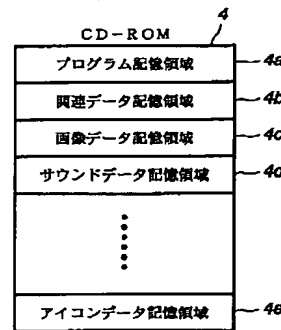 4
CD-ROM
プログラム記憶領域 4a
関連データ記憶領域 4b
画像データ記憶領域 4c
サウンドデータ記憶領域 4d
アイコンデータ記憶領域 4e